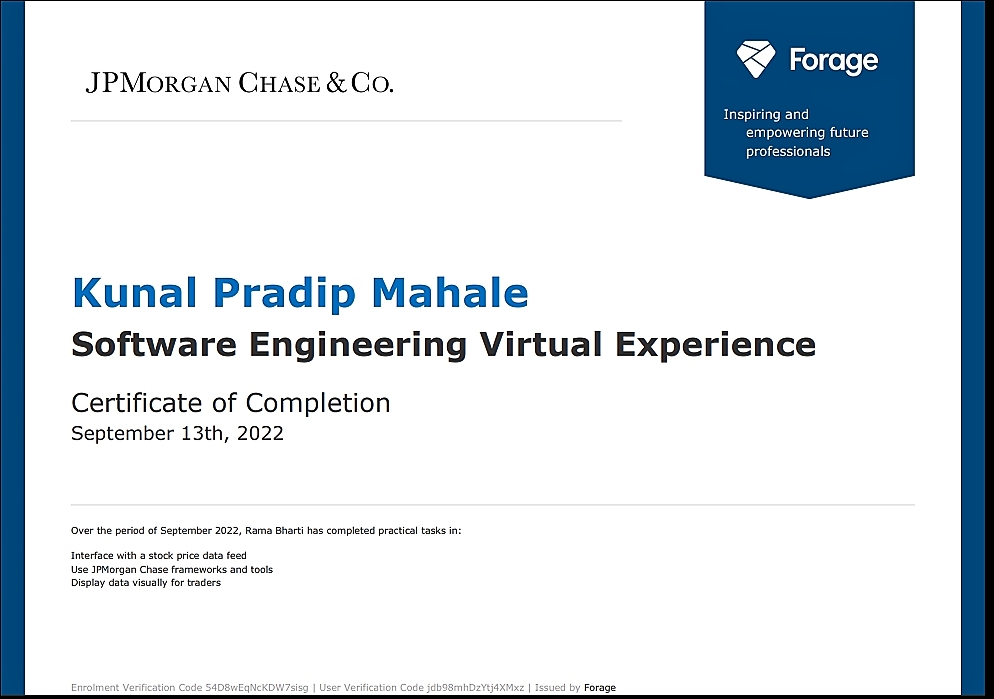 JPMORGAN CHASE & CO.
Forage
Inspiring and
empowering future
professionals
Kunal Pradip Mahale
Software Engineering Virtual Experience
Certificate of Completion
September 13th, 2022
Over the period of September 2022, Rama Bharti has completed practical tasks in:
Interface with a stock price data feed
Use JPMorgan Chase frameworks and tools
Display data visually for traders
Enrolment Verification Code 54D8wEqNcKDW7sisg | User Verification Code jdb98mhDzYtj4XMxz | Issued by Forage